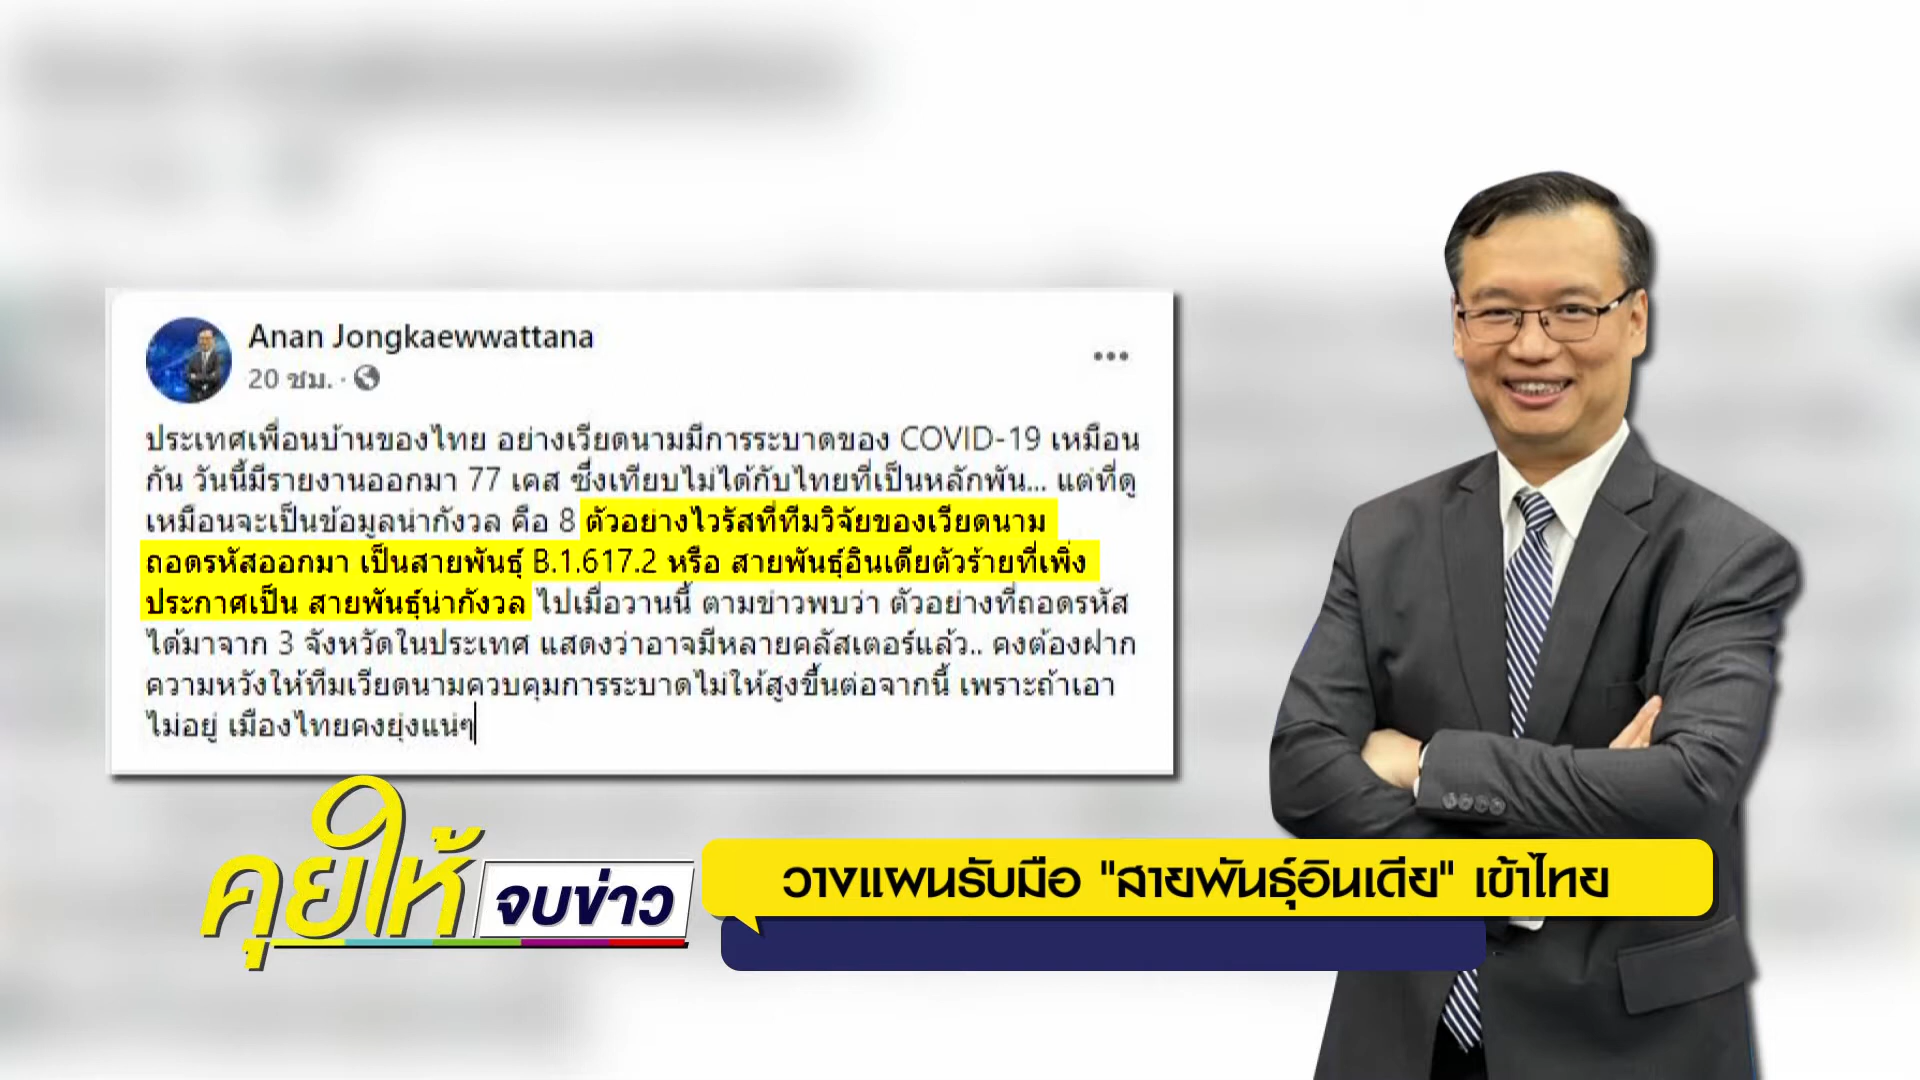 Anan Jongkaewwattana
20 ชม. ·
ประเทศเพื่อนบ้านของไทย อย่างเวียดนามมีการระบาดของ COVID-19 เหมือน
กัน วันนี้มีรายงานออกมา 77 เคส ซึ่งเทียบไม่ได้กับไทยที่เป็นหลักพัน... แต่ที่ดู
เหมือนจะเป็นข้อมูลน่ากังวล คือ 8 ตัวอย่างไวรัสที่ทีมวิจัยของเวียดนาม
ถอดรหัสออกมา เป็นสายพันธุ์ B.1.617.2 หรือ สายพันธุ์อินเดียตัวร้ายที่เพิ่ง
ประกาศเป็น สายพันธุ์น่ากังวล ไปเมื่อวานนี้ ตามข่าวพบว่า ตัวอย่างที่ถอดรหัส
ได้มาจาก 3 จังหวัดในประเทศ แสดงว่าอาจมีหลายคลัสเตอร์แล้ว.. คงต้องฝาก
ความหวังให้ทีมเวียดนามควบคุมการระบาดไม่ให้สูงขึ้นต่อจากนี้ เพราะถ้าเอา
ไม่อยู่ เมืองไทยคงยุ่งแน่ๆ
คุยให้
จบข่าว
วางแผนรับมือ "สายพันธุ์อินเดีย" เข้าไทย